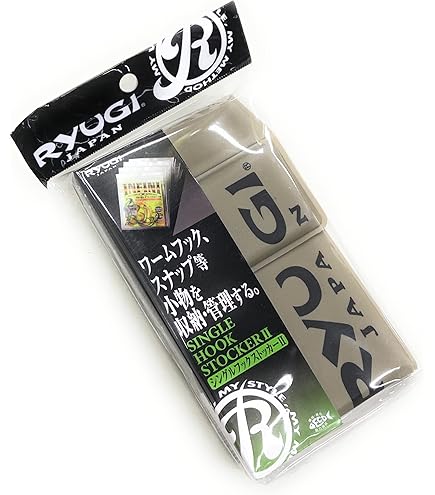 RYUGI®
JAPAN
MY STYLE, MY METHOD
R
RYUGI
INFINI
ワームフック、
スナップ等
小物を
収納・管理する。
SINGLE
HOOK
STOCKER II
シングルフックストッカーII
RYUGI®
JAPAN
MY STYLE, MY
R